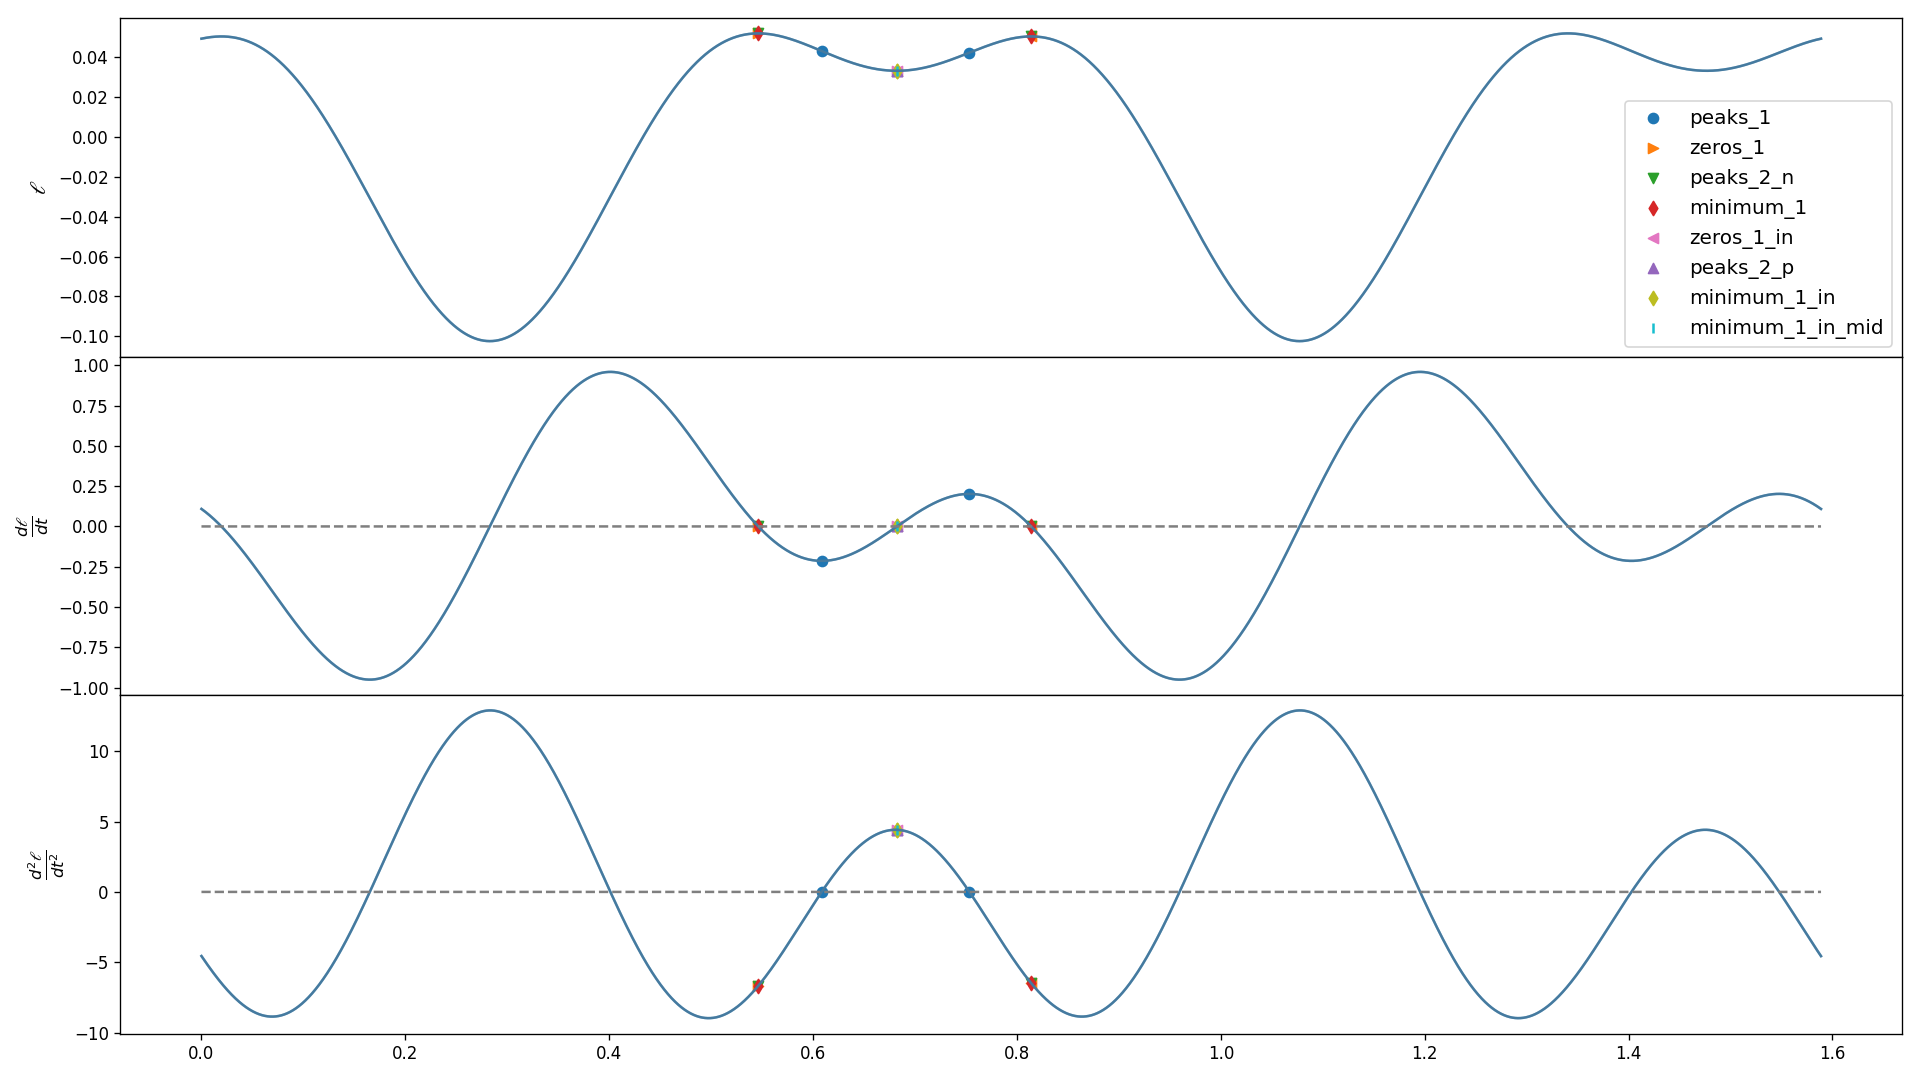 0.04
0.02
0.00
−0.02
−0.04
−0.06
−0.08
−0.10
ℓ
peaks_1
zeros_1
peaks_2_n
minimum_1
zeros_1_in
peaks_2_p
minimum_1_in
minimum_1_in_mid
1.00
0.75
0.50
0.25
0.00
−0.25
−0.50
−0.75
−1.00
dℓ
dt
10
5
0
−5
−10
d²ℓ
dt²
0.0 0.2 0.4 0.6 0.8 1.0 1.2 1.4 1.6